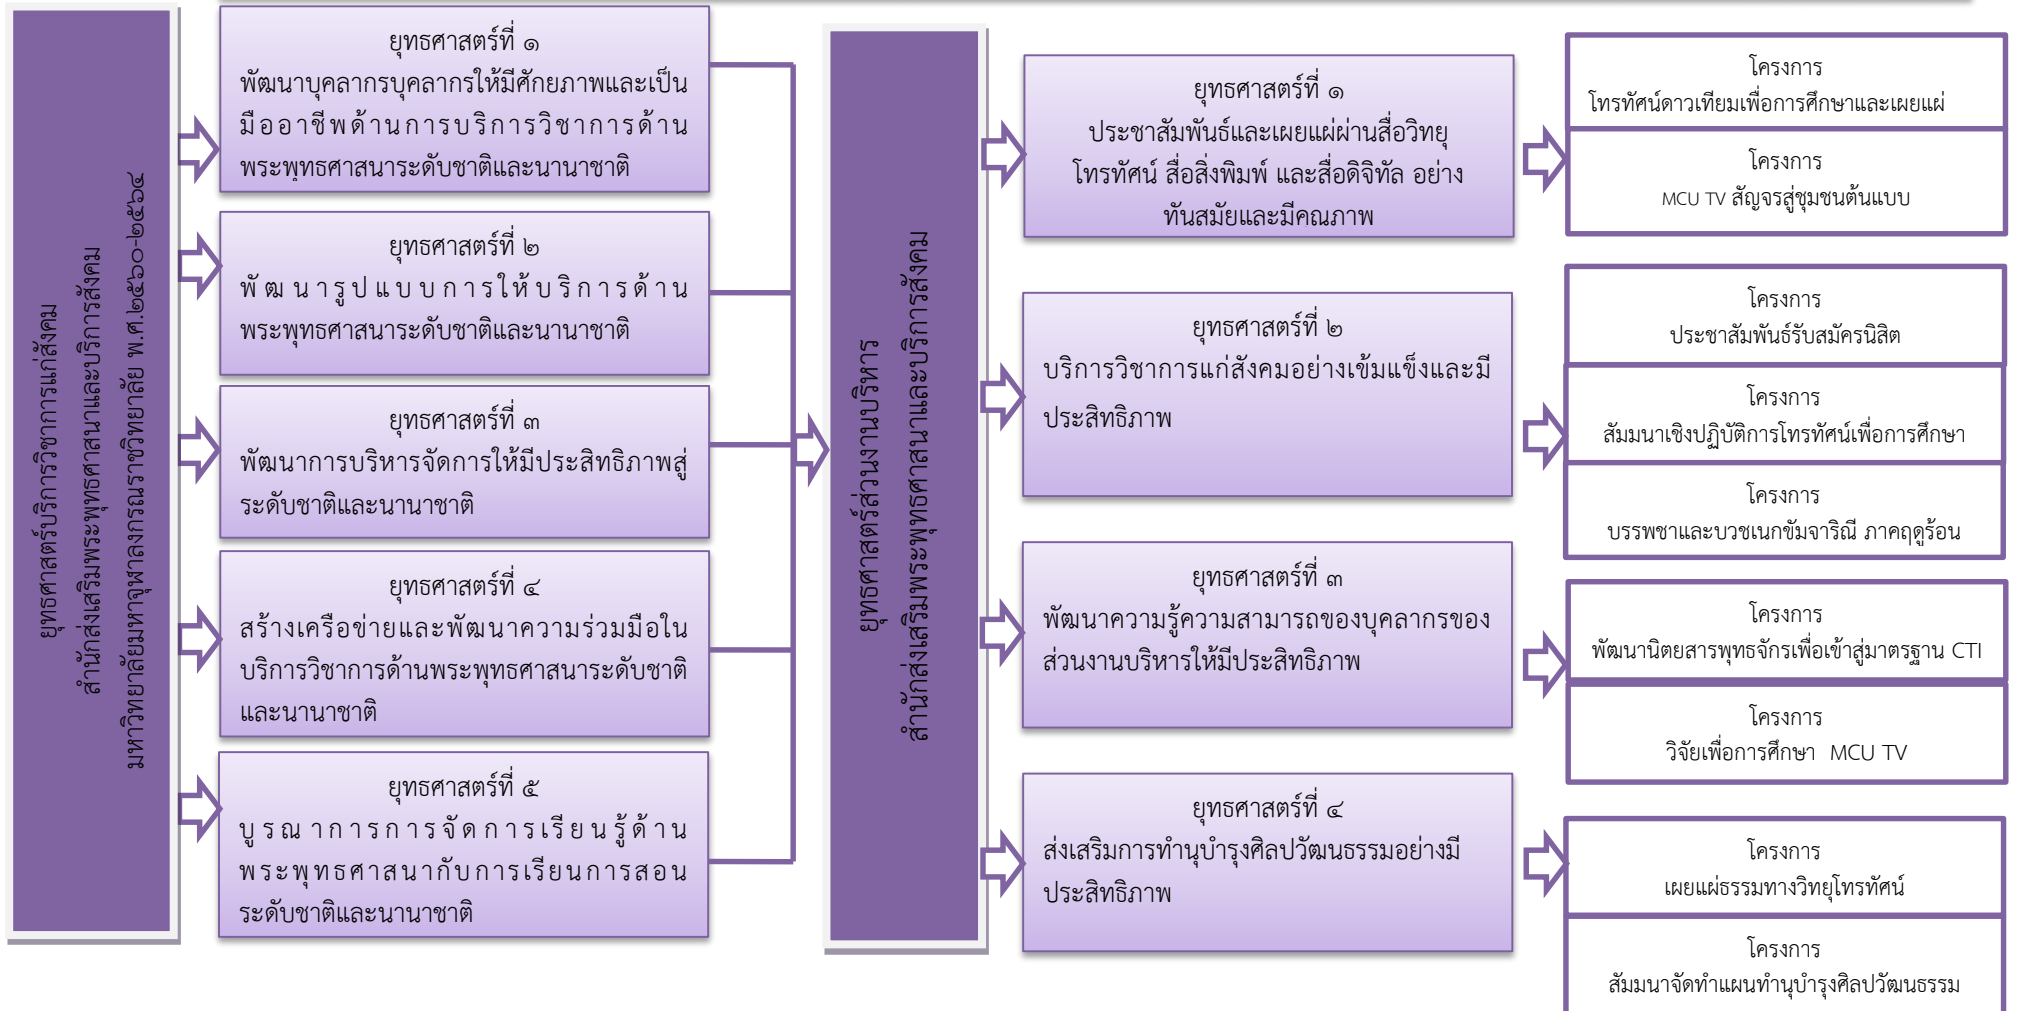 ยุทธศาสตร์บริการวิชาการแก่สังคม
สำนักส่งเสริมพระพุทธศาสนาและบริการสังคม
มหาวิทยาลัยมหาจุฬาลงกรณราชวิทยาลัย พ.ศ.๒๕๖๐-๒๕๖๔
ยุทธศาสตร์ที่ ๑
พัฒนาบุคลากรบุคลากรให้มีศักยภาพและเป็น
มืออาชีพด้านการบริการวิชาการด้าน
พระพุทธศาสนาระดับชาติและนานาชาติ
ยุทธศาสตร์ที่ ๒
พัฒนารูปแบบการให้บริการด้าน
พระพุทธศาสนาระดับชาติและนานาชาติ
ยุทธศาสตร์ที่ ๓
พัฒนาการบริหารจัดการให้มีประสิทธิภาพสู่
ระดับชาติและนานาชาติ
ยุทธศาสตร์ที่ ๔
สร้างเครือข่ายและพัฒนาความร่วมมือใน
บริการวิชาการด้านพระพุทธศาสนาระดับชาติ
และนานาชาติ
ยุทธศาสตร์ที่ ๕
บูรณาการการจัดการเรียนรู้ด้าน
พระพุทธศาสนากับการเรียนการสอน
ระดับชาติและนานาชาติ
ยุทธศาสตร์ส่วนงานบริหาร
สำนักส่งเสริมพระพุทธศาสนาและบริการสังคม
ยุทธศาสตร์ที่ ๑
ประชาสัมพันธ์และเผยแผ่ผ่านสื่อวิทยุ
โทรทัศน์ สื่อสิ่งพิมพ์ และสื่อดิจิทัล อย่าง
ทันสมัยและมีคุณภาพ
ยุทธศาสตร์ที่ ๒
บริการวิชาการแก่สังคมอย่างเข้มแข็งและมี
ประสิทธิภาพ
ยุทธศาสตร์ที่ ๓
พัฒนาความรู้ความสามารถของบุคลากรของ
ส่วนงานบริหารให้มีประสิทธิภาพ
ยุทธศาสตร์ที่ ๔
ส่งเสริมการทำนุบำรุงศิลปวัฒนธรรมอย่างมี
ประสิทธิภาพ
โครงการ
โทรทัศน์ดาวเทียมเพื่อการศึกษาและเผยแผ่
โครงการ
MCU TV สัญจรสู่ชุมชนต้นแบบ
โครงการ
ประชาสัมพันธ์รับสมัครนิสิต
โครงการ
สัมมนาเชิงปฏิบัติการโทรทัศน์เพื่อการศึกษา
โครงการ
บรรพชาและบวชเนกขัมจาริณี ภาคฤดูร้อน
โครงการ
พัฒนานิตยสารพุทธจักรเพื่อเข้าสู่มาตรฐาน CTI
โครงการ
วิจัยเพื่อการศึกษา MCU TV
โครงการ
เผยแผ่ธรรมทางวิทยุโทรทัศน์
โครงการ
สัมมนาจัดทำแผนทำนุบำรุงศิลปวัฒนธรรม